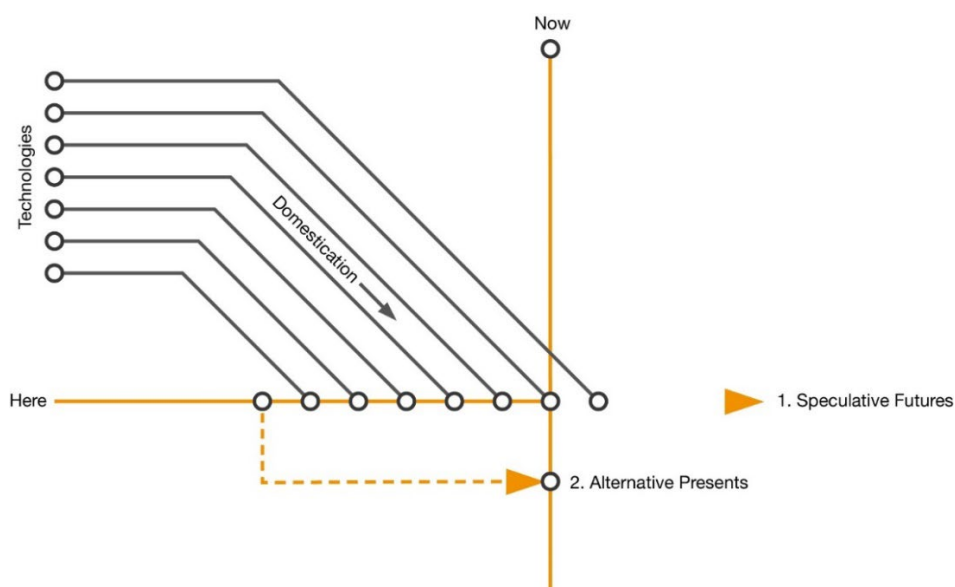 Now
Technologies
Domestication
Here
1. Speculative Futures
2. Alternative Presents